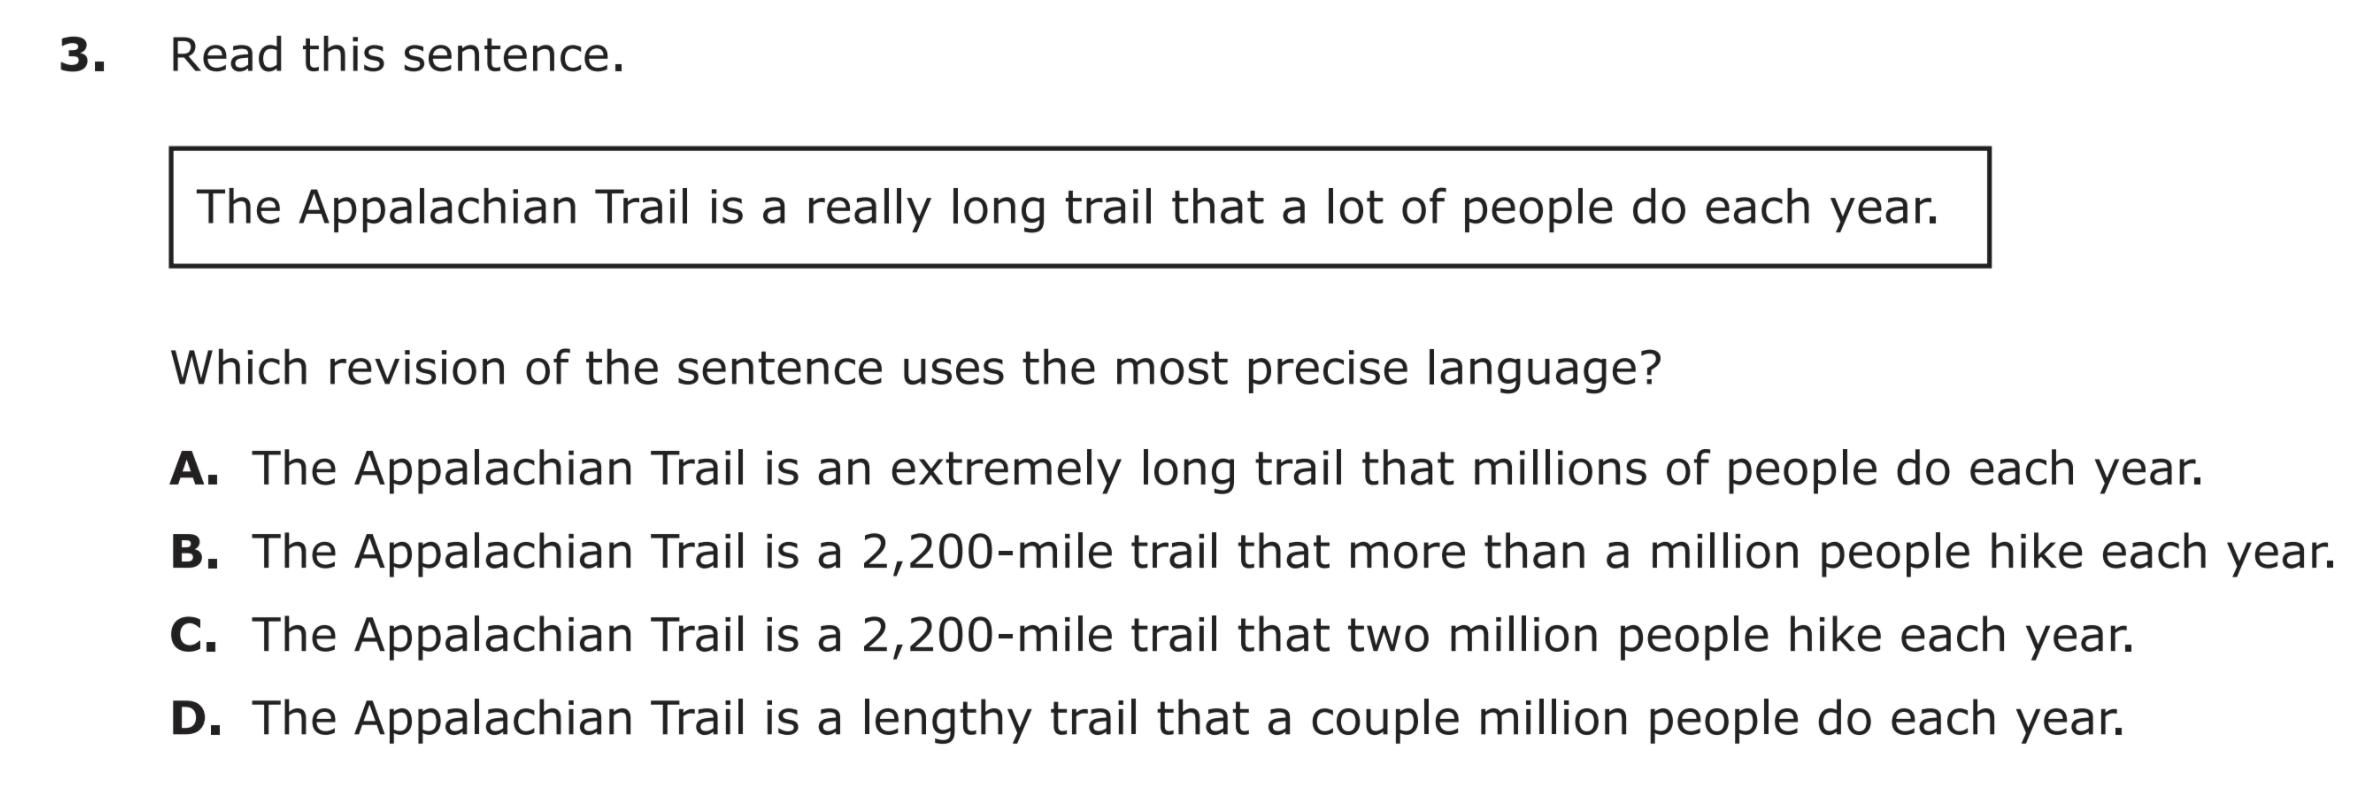 3. Read this sentence.
The Appalachian Trail is a really long trail that a lot of people do each year.
Which revision of the sentence uses the most precise language?
A. The Appalachian Trail is an extremely long trail that millions of people do each year.
B. The Appalachian Trail is a 2,200-mile trail that more than a million people hike each year.
C. The Appalachian Trail is a 2,200-mile trail that two million people hike each year.
D. The Appalachian Trail is a lengthy trail that a couple million people do each year.